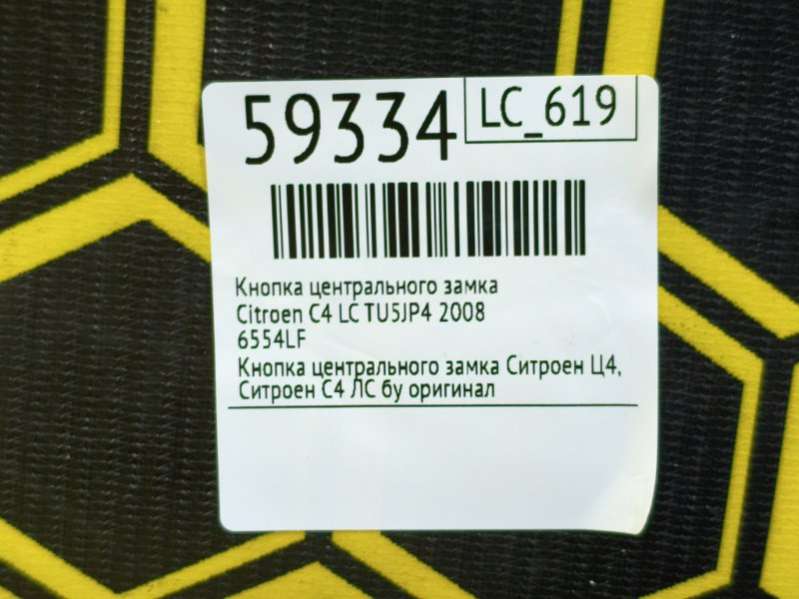 59334
LC_619
Кнопка центрального замка
Citroen C4 LC TU5JP4 2008
6554LF
Кнопка центрального замка Ситроен Ц4,
Ситроен С4 ЛС бу оригинал